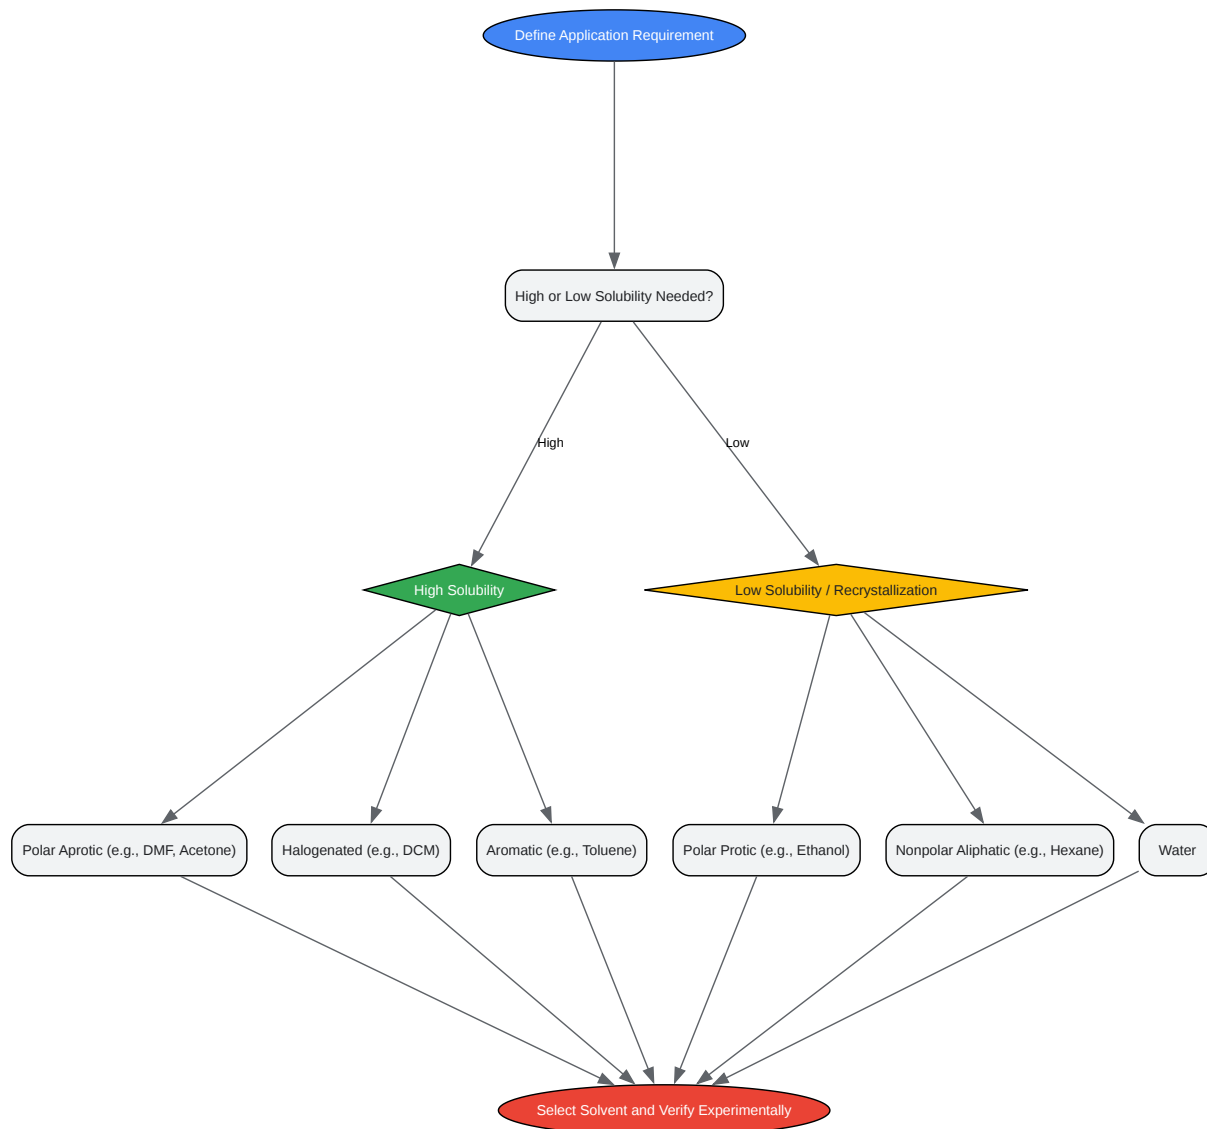 Define Application Requirement
High or Low Solubility Needed?
High
Low
High Solubility
Low Solubility / Recrystallization
Polar Aprotic (e.g., DMF, Acetone)
Halogenated (e.g., DCM)
Aromatic (e.g., Toluene)
Polar Protic (e.g., Ethanol)
Nonpolar Aliphatic (e.g., Hexane)
Water
Select Solvent and Verify Experimentally